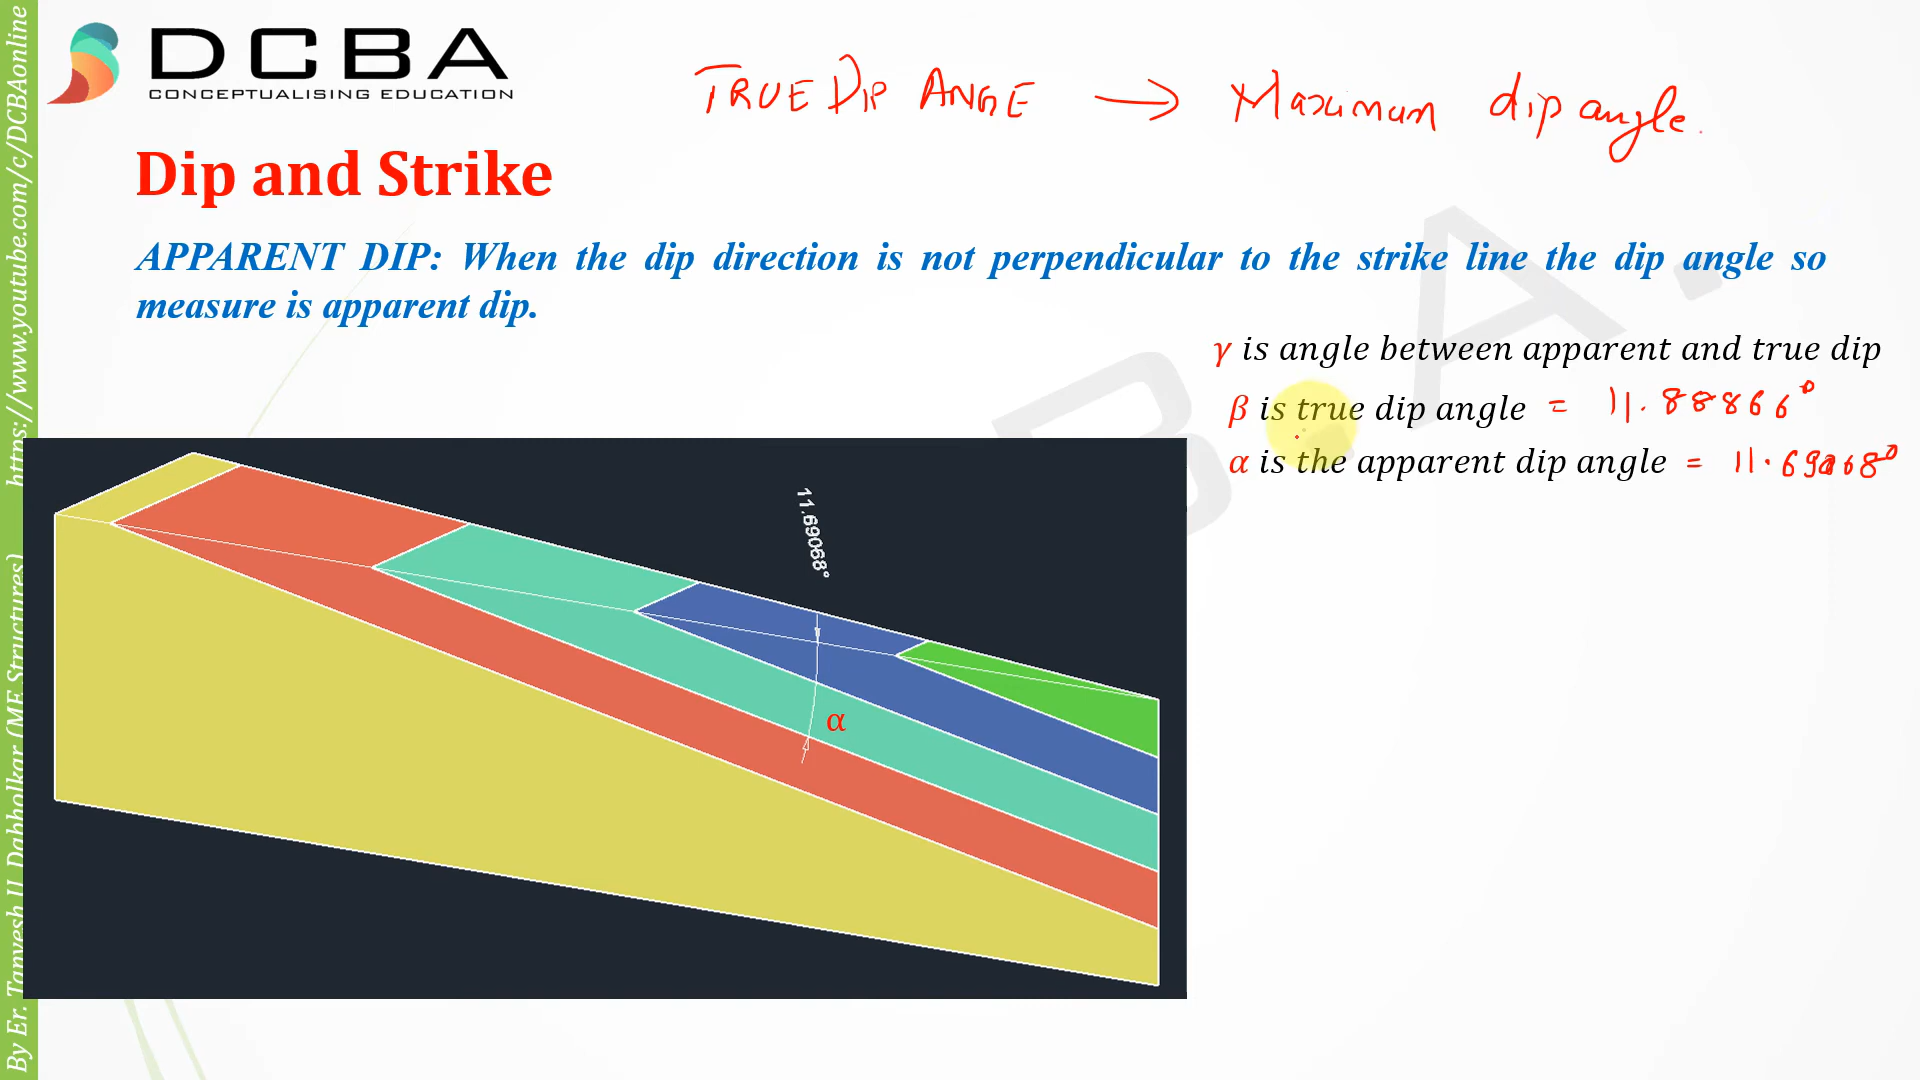 DCBA
CONCEPTUALISING EDUCATION
TRUE DIP ANGE → Maximum dip angle.
Dip and Strike
APPARENT DIP: When the dip direction is not perpendicular to the strike line the dip angle so
measure is apparent dip.
γ is angle between apparent and true dip
β is true dip angle = 11.88866°
α is the apparent dip angle = 11.69068°
11.69068°
α
B.A.
By Er. Tanvesh U. Dabholkar (ME Structures) https://www.youtube.com/c/DCBAonline